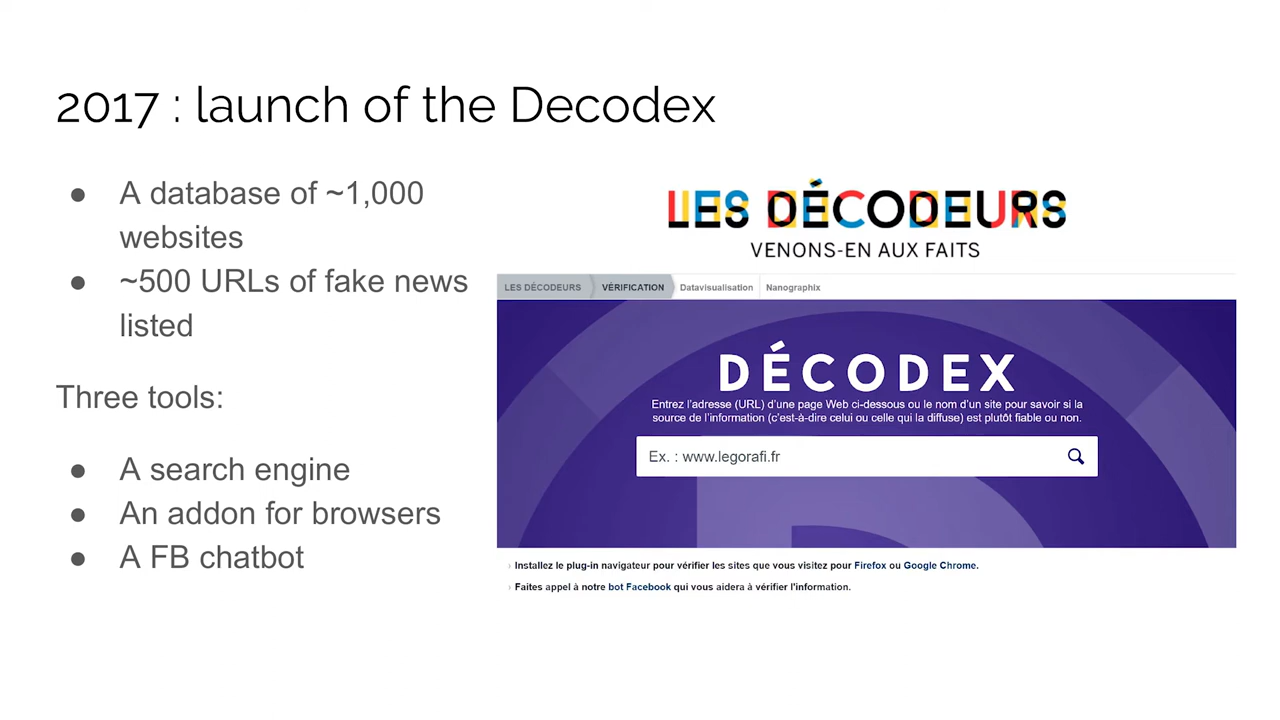 2017 : launch of the Decodex
● A database of ~1,000
websites
● ~500 URLs of fake news
listed
Three tools:
● A search engine
● An addon for browsers
● A FB chatbot
LES DÉCODEURS
VENONS-EN AUX FAITS
LES DÉCODEURS VÉRIFICATION Datavisualisation Nanographix
DÉCODEX
Entrez l'adresse (URL) d'une page Web ci-dessous ou le nom d'un site pour savoir si la
source de l'information (c'est-à-dire celui ou celle qui la diffuse) est plutôt fiable ou non.
Ex. : www.legorafi.fr
› Installez le plug-in navigateur pour vérifier les sites que vous visitez pour Firefox ou Google Chrome.
› Faites appel à notre bot Facebook qui vous aidera à vérifier l'information.